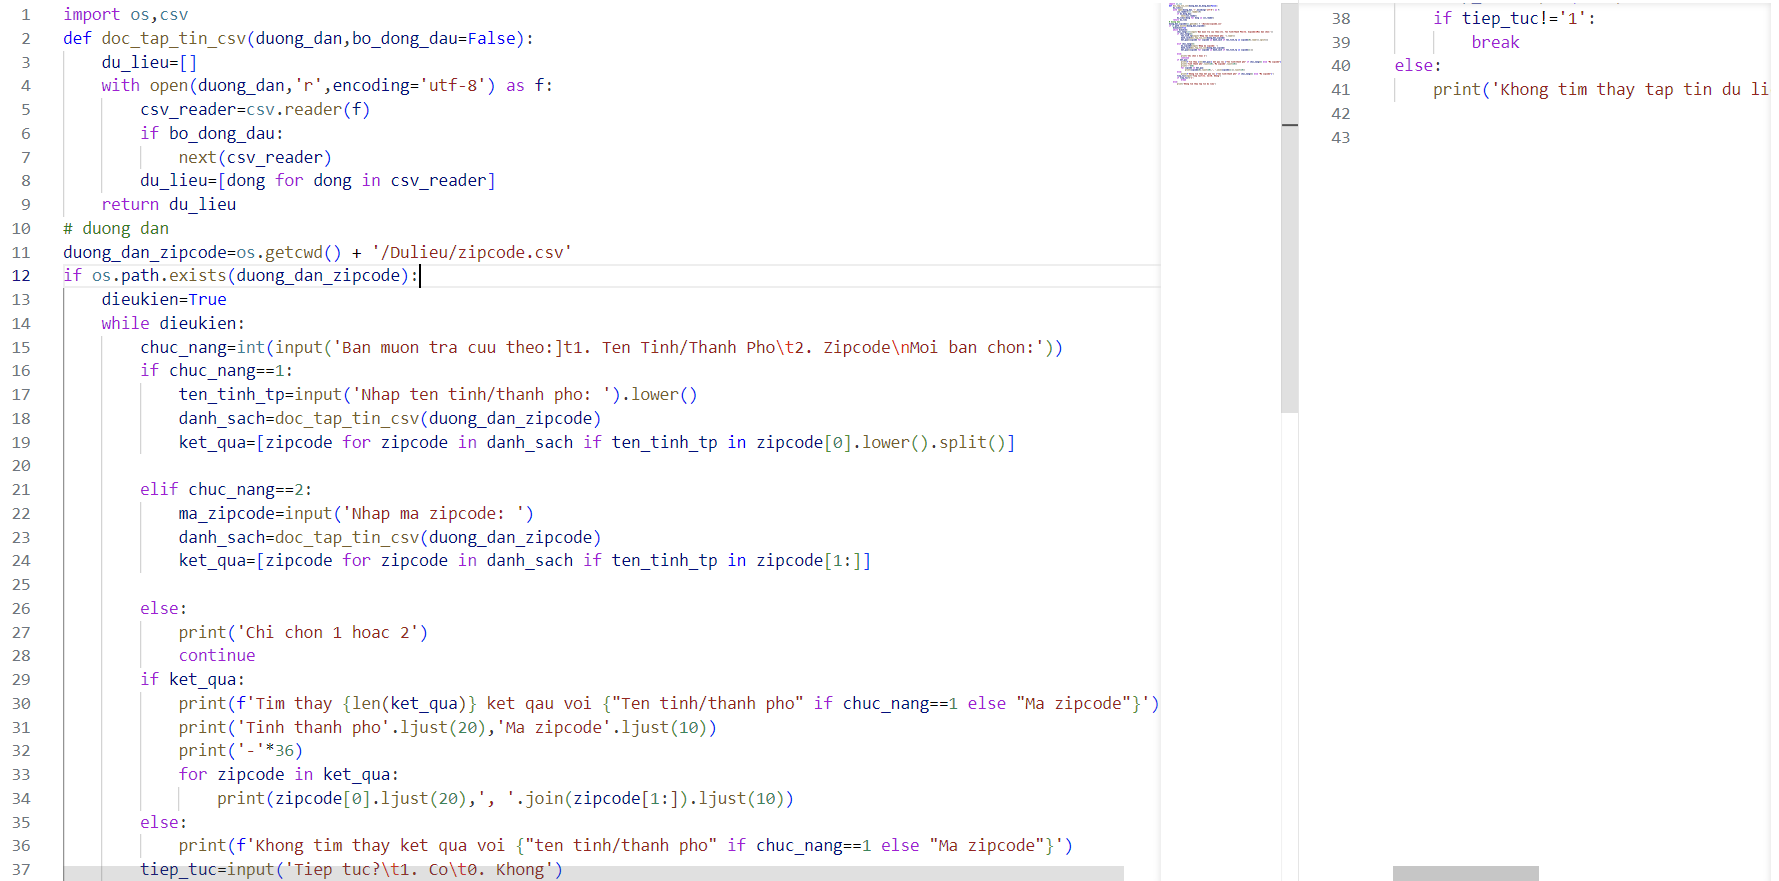 1 import os,csv
2 def doc_tap_tin_csv(duong_dan,bo_dong_dau=False):
3 du_lieu=[]
4 with open(duong_dan,'r',encoding='utf-8') as f:
5 csv_reader=csv.reader(f)
6 if bo_dong_dau:
7 next(csv_reader)
8 du_lieu=[dong for dong in csv_reader]
9 return du_lieu
10 # duong dan
11 duong_dan_zipcode=os.getcwd() + '/Dulieu/zipcode.csv'
12 if os.path.exists(duong_dan_zipcode):
13 dieukien=True
14 while dieukien:
15 chuc_nang=int(input('Ban muon tra cuu theo:]t1. Ten Tinh/Thanh Pho\t2. Zipcode\nMoi ban chon:'))
16 if chuc_nang==1:
17 ten_tinh_tp=input('Nhap ten tinh/thanh pho: ').lower()
18 danh_sach=doc_tap_tin_csv(duong_dan_zipcode)
19 ket_qua=[zipcode for zipcode in danh_sach if ten_tinh_tp in zipcode[0].lower().split()]
20
21 elif chuc_nang==2:
22 ma_zipcode=input('Nhap ma zipcode: ')
23 danh_sach=doc_tap_tin_csv(duong_dan_zipcode)
24 ket_qua=[zipcode for zipcode in danh_sach if ten_tinh_tp in zipcode[1:]]
25
26 else:
27 print('Chi chon 1 hoac 2')
28 continue
29 if ket_qua:
30 print(f'Tim thay {len(ket_qua)} ket qau voi {"Ten tinh/thanh pho" if chuc_nang==1 else "Ma zipcode"}')
31 print('Tinh thanh pho'.ljust(20),'Ma zipcode'.ljust(10))
32 print('-'*36)
33 for zipcode in ket_qua:
34 print(zipcode[0].ljust(20),', '.join(zipcode[1:]).ljust(10))
35 else:
36 print(f'Khong tim thay ket qua voi {"ten tinh/thanh pho" if chuc_nang==1 else "Ma zipcode"}')
37 tiep_tuc=input('Tiep tuc?\t1. Co\t0. Khong')
38 if tiep_tuc!='1':
39 break
40 else:
41 print('Khong tim thay tap tin du li
42
43